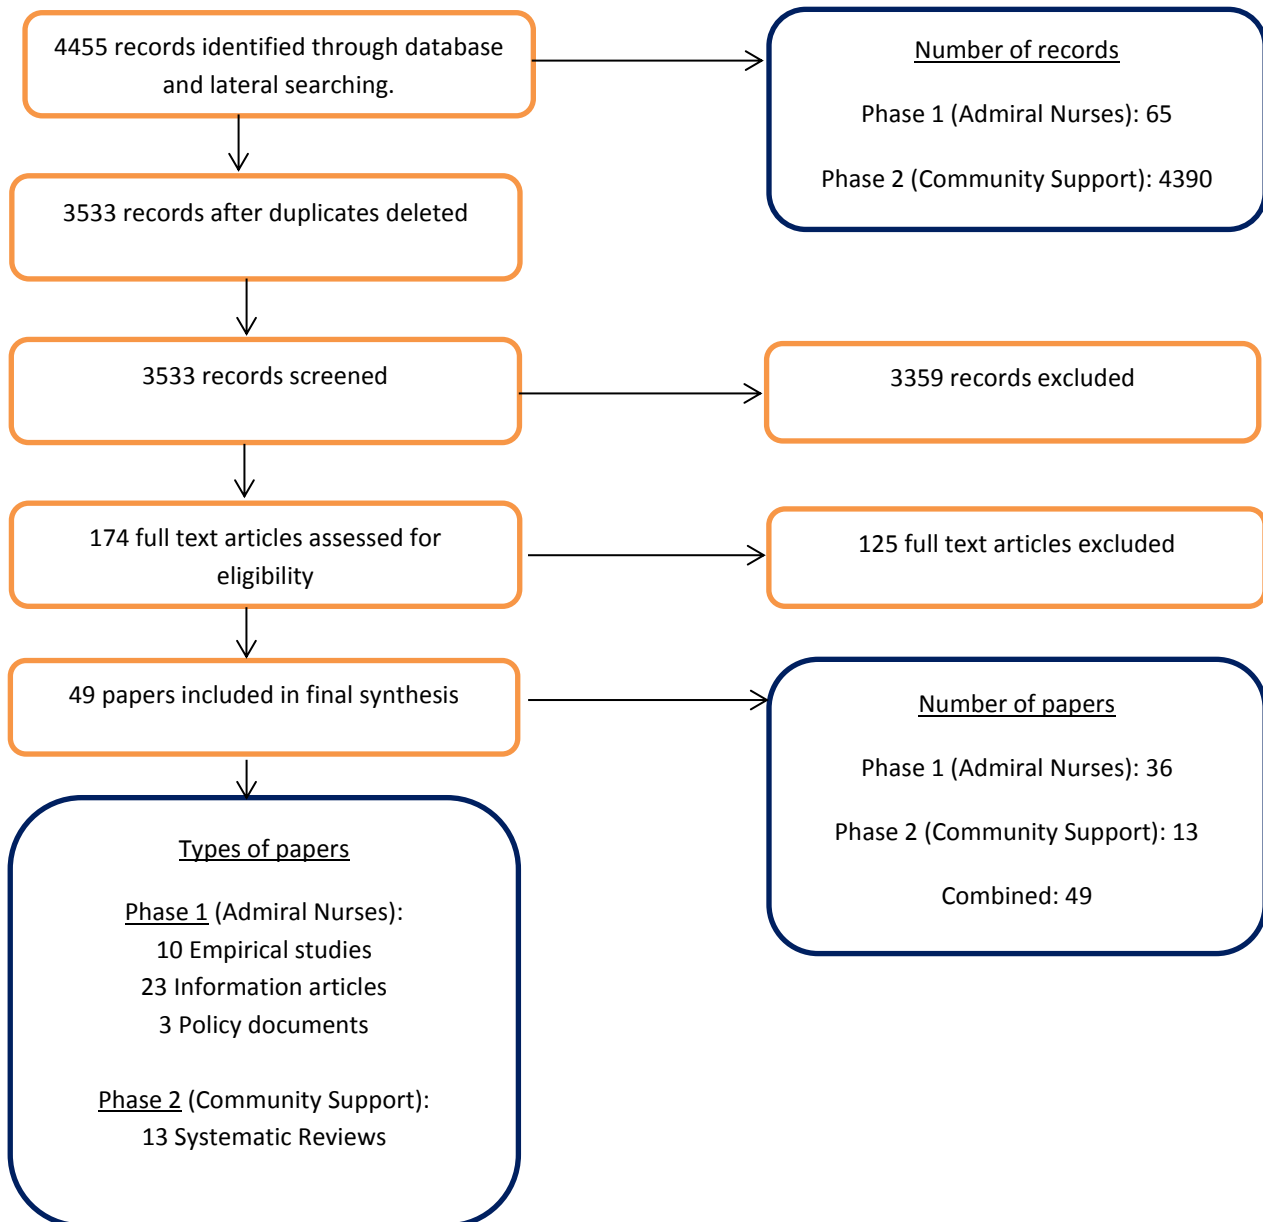 4455 records identified through database
and lateral searching.
Number of records
Phase 1 (Admiral Nurses): 65
Phase 2 (Community Support): 4390
3533 records after duplicates deleted
3533 records screened
3359 records excluded
174 full text articles assessed for
eligibility
125 full text articles excluded
49 papers included in final synthesis
Number of papers
Phase 1 (Admiral Nurses): 36
Phase 2 (Community Support): 13
Combined: 49
Types of papers
Phase 1 (Admiral Nurses):
10 Empirical studies
23 Information articles
3 Policy documents
Phase 2 (Community Support):
13 Systematic Reviews